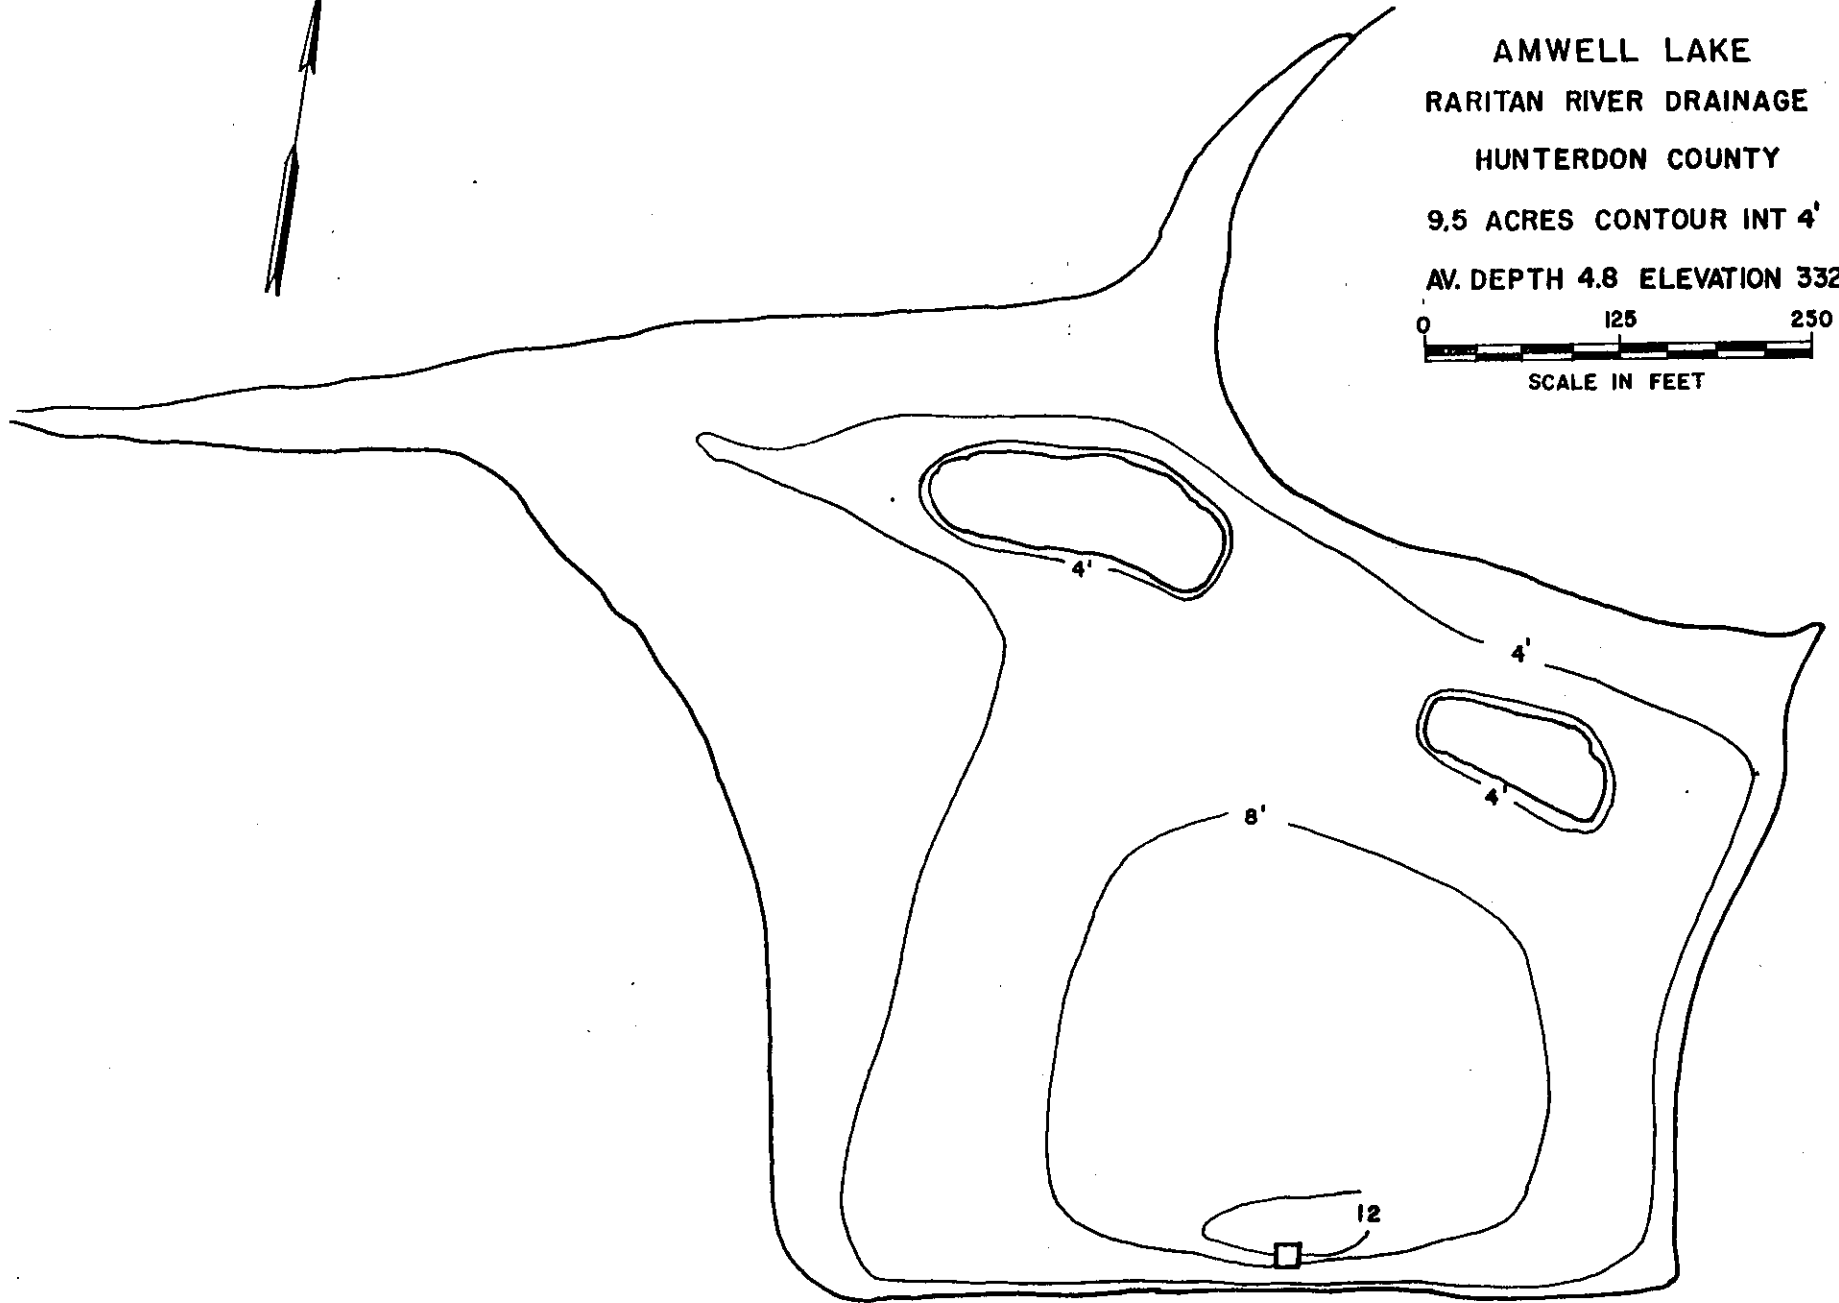 AMWELL LAKE
RARITAN RIVER DRAINAGE
HUNTERDON COUNTY
9.5 ACRES CONTOUR INT 4'
AV. DEPTH 4.8 ELEVATION 332
0 125 250
SCALE IN FEET
4'
4'
4'
8'
12